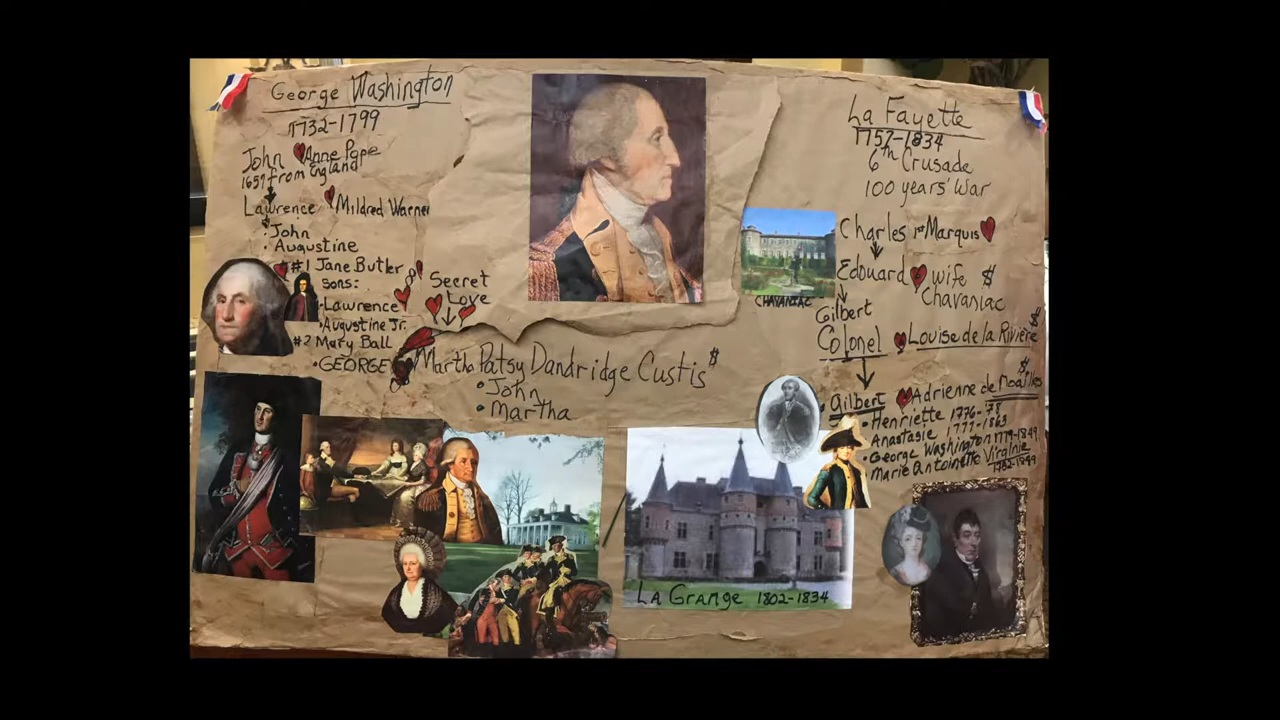 George Washington
1732-1799
John Anne Pope
1657 from England
Lawrence Mildred Warner
• John
• Augustine
#1 Jane Butler
Sons:
• Lawrence
• Augustine Jr.
#2 Mary Ball
• GEORGE
Secret
Love
Martha Patsy Dandridge Custis $
• John
• Martha
La Fayette
1757-1834
6th Crusade
100 years' War
Charles 1st Marquis
Edouard wife $
Chavaniac
CHAVANIAC
Gilbert
Colonel Louise de la Rivière
$
• Gilbert Adrienne de Noailles
• Henriette 1776-78
Anastasie 1777-1863
• George Washington 1779-1849
• Marie Antoinette Virginie
1782-1849
La Grange 1802-1834